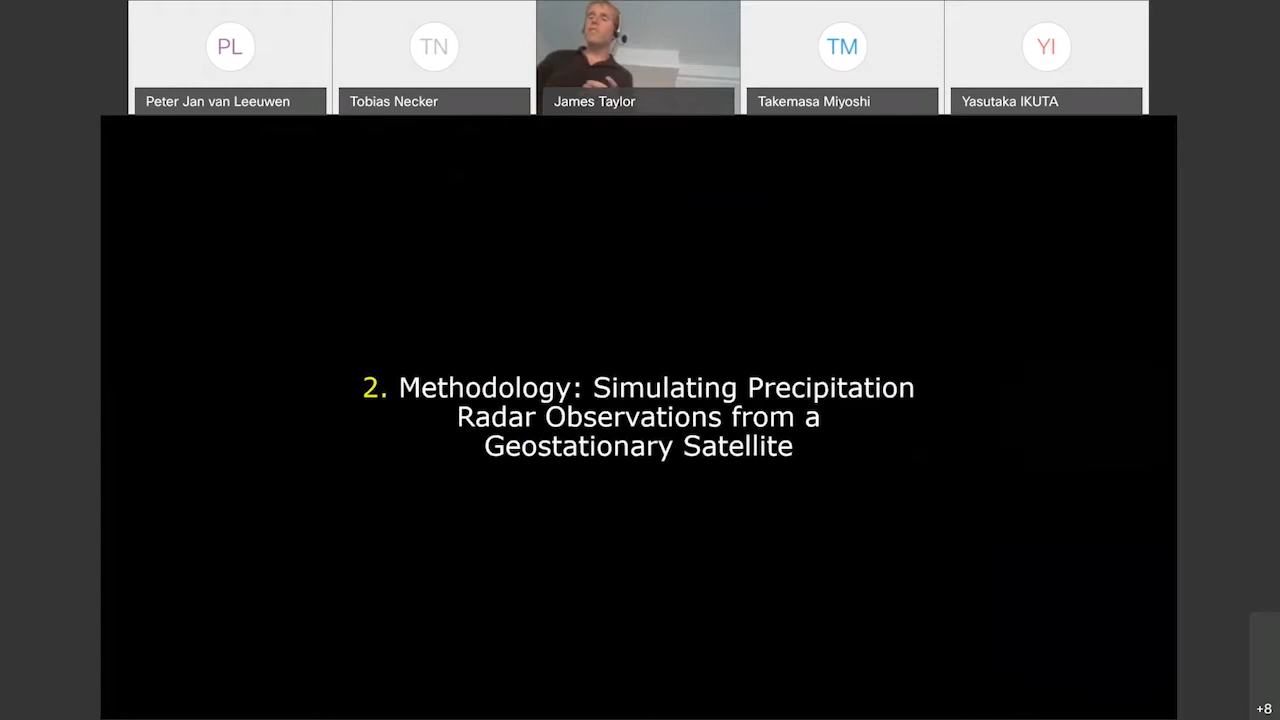 PL
TN
TM
YI
Peter Jan van Leeuwen
Tobias Necker
James Taylor
Takemasa Miyoshi
Yasutaka IKUTA
2. Methodology: Simulating Precipitation
Radar Observations from a
Geostationary Satellite
+8